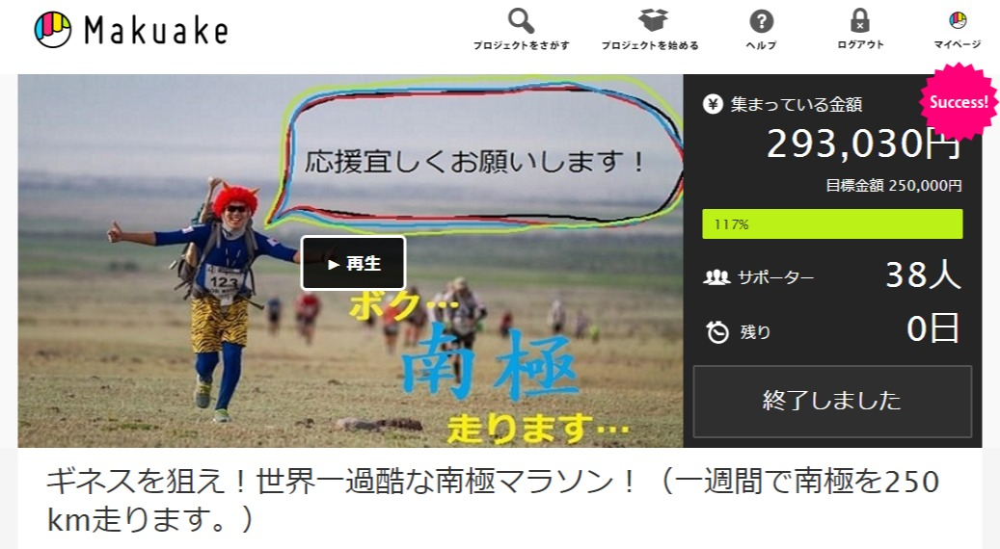 Makuake
プロジェクトをさがす
プロジェクトを始める
ヘルプ
ログアウト
マイページ
応援宜しくお願いします！
123
▶ 再生
ボク…
南極
走ります…
Success!
¥ 集まっている金額
293,030円
目標金額 250,000円
117%
サポーター 38人
残り 0日
終了しました
ギネスを狙え！世界一過酷な南極マラソン！（一週間で南極を250
km走ります。）